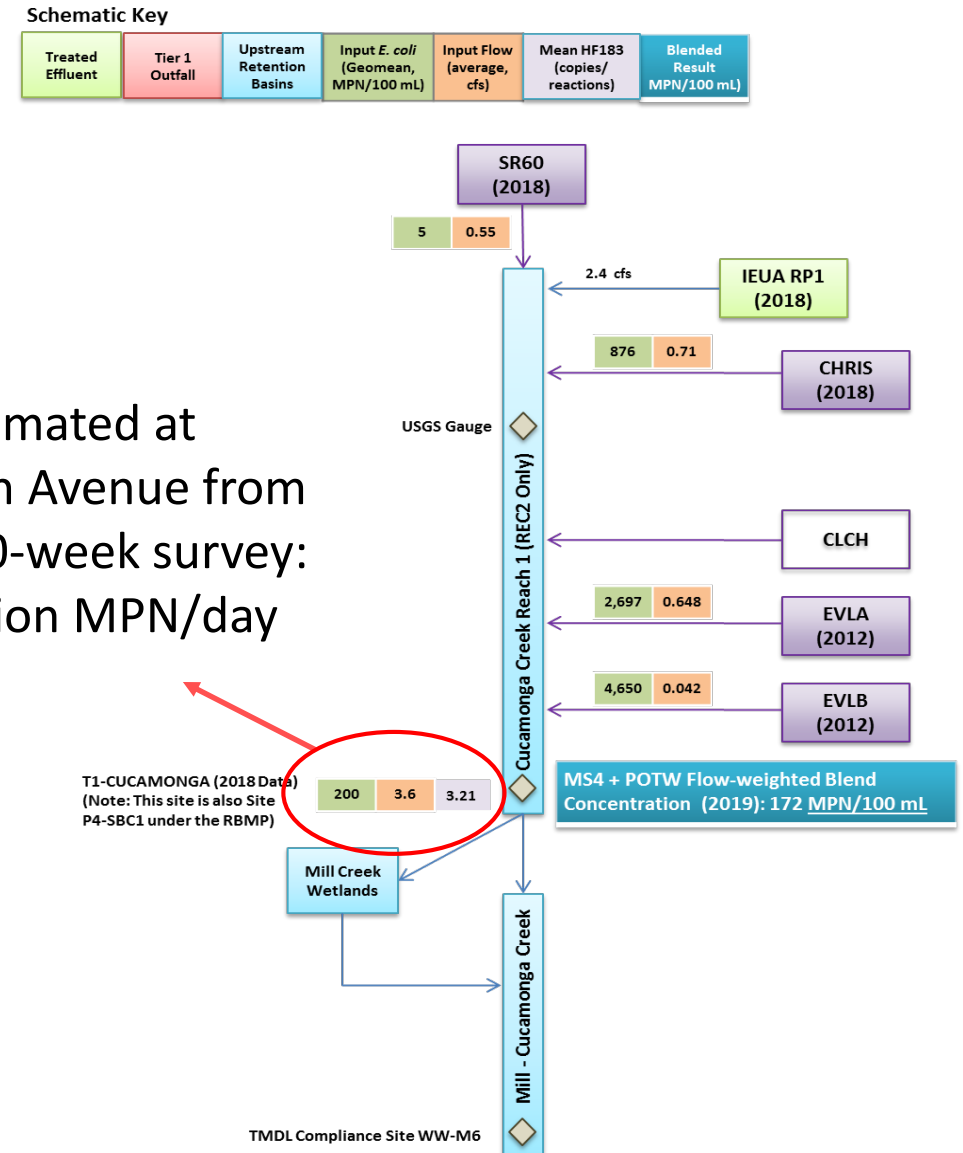 Schematic Key
Treated
Effluent
Tier 1
Outfall
Upstream
Retention
Basins
Input E. coli
(Geomean,
MPN/100 mL)
Input Flow
(average,
cfs)
Mean HF183
(copies/
reactions)
Blended
Result
MPN/100 mL)
SR60
(2018)
5 0.55
2.4 cfs
IEUA RP1
(2018)
876 0.71
CHRIS
(2018)
USGS Gauge
Cucamonga Creek Reach 1 (REC2 Only)
CLCH
2,697 0.648
EVLA
(2012)
4,650 0.042
EVLB
(2012)
mated at
Avenue from
-week survey:
MPN/day
T1-CUCAMONGA (2018 Data)
(Note: This site is also Site
P4-SBC1 under the RBMP)
200 3.6 3.21
MS4 + POTW Flow-weighted Blend
Concentration (2019): 172 MPN/100 mL
Mill Creek
Wetlands
Mill - Cucamonga Creek
TMDL Compliance Site WW-M6